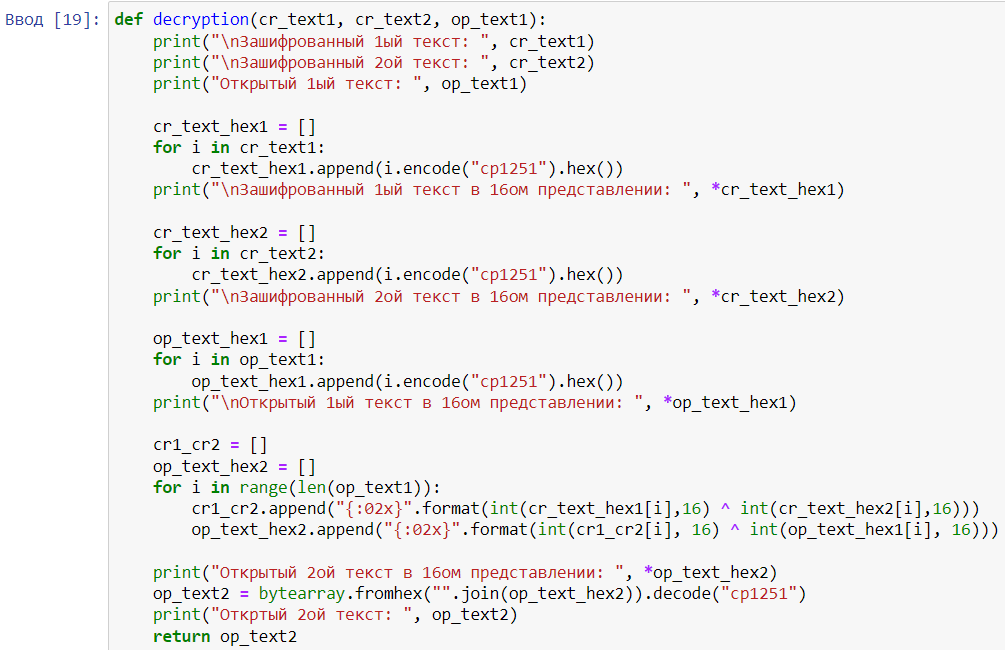 Ввод [19]: def decryption(cr_text1, cr_text2, op_text1):
    print("\nЗашифрованный 1ый текст: ", cr_text1)
    print("\nЗашифрованный 2ой текст: ", cr_text2)
    print("Открытый 1ый текст: ", op_text1)

    cr_text_hex1 = []
    for i in cr_text1:
        cr_text_hex1.append(i.encode("cp1251").hex())
    print("\nЗашифрованный 1ый текст в 16ом представлении: ", *cr_text_hex1)

    cr_text_hex2 = []
    for i in cr_text2:
        cr_text_hex2.append(i.encode("cp1251").hex())
    print("\nЗашифрованный 2ой текст в 16ом представлении: ", *cr_text_hex2)

    op_text_hex1 = []
    for i in op_text1:
        op_text_hex1.append(i.encode("cp1251").hex())
    print("\nОткрытый 1ый текст в 16ом представлении: ", *op_text_hex1)

    cr1_cr2 = []
    op_text_hex2 = []
    for i in range(len(op_text1)):
        cr1_cr2.append("{:02x}".format(int(cr_text_hex1[i],16) ^ int(cr_text_hex2[i],16)))
        op_text_hex2.append("{:02x}".format(int(cr1_cr2[i], 16) ^ int(op_text_hex1[i], 16)))

    print("Открытый 2ой текст в 16ом представлении: ", *op_text_hex2)
    op_text2 = bytearray.fromhex("".join(op_text_hex2)).decode("cp1251")
    print("Откртый 2ой текст: ", op_text2)
    return op_text2